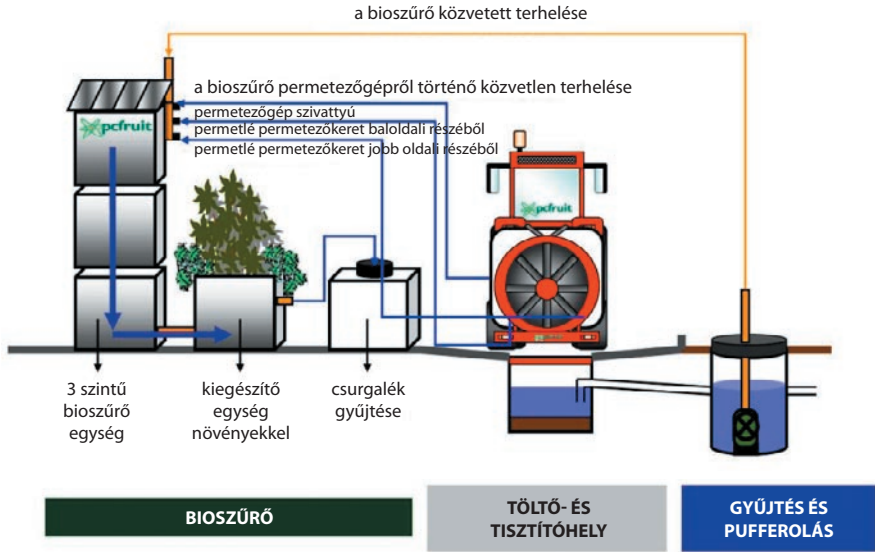 a bioszűrő közvetett terhelése
a bioszűrő permetezőgépről történő közvetlen terhelése
permetezőgép szivattyú
permetlé permetezőkeret baloldali részéből
permetlé permetezőkeret jobb oldali részéből
pcfruit
pcfruit
3 szintű
bioszűrő
egység
kiegészítő
egység
növényekkel
csurgalék
gyűjtése
BIOSZŰRŐ
TÖLTŐ- ÉS
TISZTÍTÓHELY
GYŰJTÉS ÉS
PUFFEROLÁS